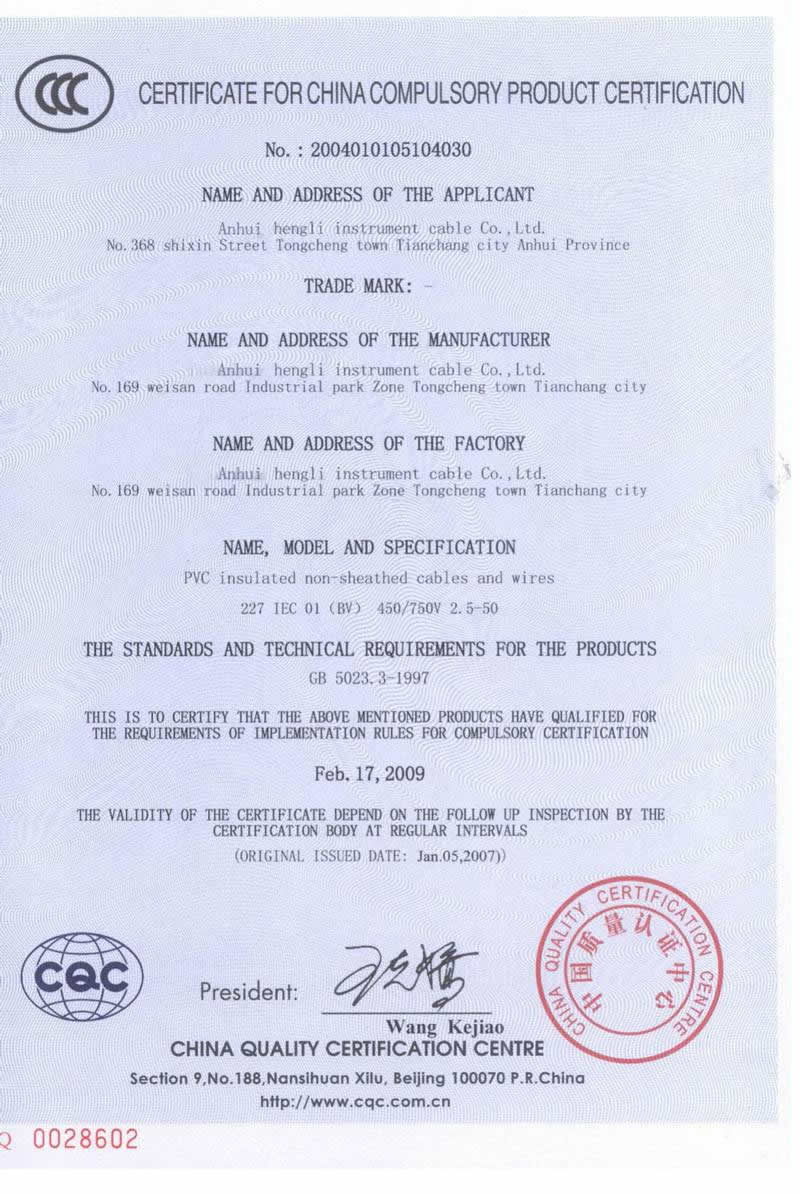 CCC
CERTIFICATE FOR CHINA COMPULSORY PRODUCT CERTIFICATION
No. : 2004010105104030
NAME AND ADDRESS OF THE APPLICANT
Anhui hengli instrument cable Co.,Ltd.
No.368 shixin Street Tongcheng town Tianchang city Anhui Province
TRADE MARK: -
NAME AND ADDRESS OF THE MANUFACTURER
Anhui hengli instrument cable Co.,Ltd.
No.169 weisan road Industrial park Zone Tongcheng town Tianchang city
NAME AND ADDRESS OF THE FACTORY
Anhui hengli instrument cable Co.,Ltd.
No.169 weisan road Industrial park Zone Tongcheng town Tianchang city
NAME, MODEL AND SPECIFICATION
PVC insulated non-sheathed cables and wires
227 IEC 01 (BV) 450/750V 2.5-50
THE STANDARDS AND TECHNICAL REQUIREMENTS FOR THE PRODUCTS
GB 5023.3-1997
THIS IS TO CERTIFY THAT THE ABOVE MENTIONED PRODUCTS HAVE QUALIFIED FOR
THE REQUIREMENTS OF IMPLEMENTATION RULES FOR COMPULSORY CERTIFICATION
Feb. 17, 2009
THE VALIDITY OF THE CERTIFICATE DEPEND ON THE FOLLOW UP INSPECTION BY THE
CERTIFICATION BODY AT REGULAR INTERVALS
(ORIGINAL ISSUED DATE: Jan.05,2007))
CHINA QUALITY CERTIFICATION CENTRE
中国质量认证中心
CQC
President:
Wang Kejiao
CHINA QUALITY CERTIFICATION CENTRE
Section 9,No.188,Nansihuan Xilu, Beijing 100070 P.R.China
http://www.cqc.com.cn
Q 0028602